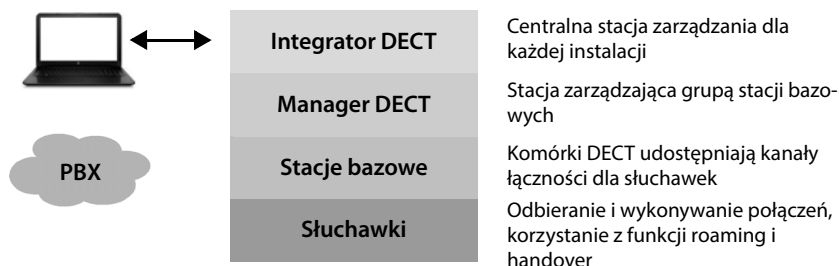 Integrator DECT
Centralna stacja zarządzania dla
każdej instalacji
Manager DECT
Stacja zarządzająca grupą stacji bazo-
wych
PBX
Stacje bazowe
Komórki DECT udostępniają kanały
łączności dla słuchawek
Słuchawki
Odbieranie i wykonywanie połączeń,
korzystanie z funkcji roaming i
handover